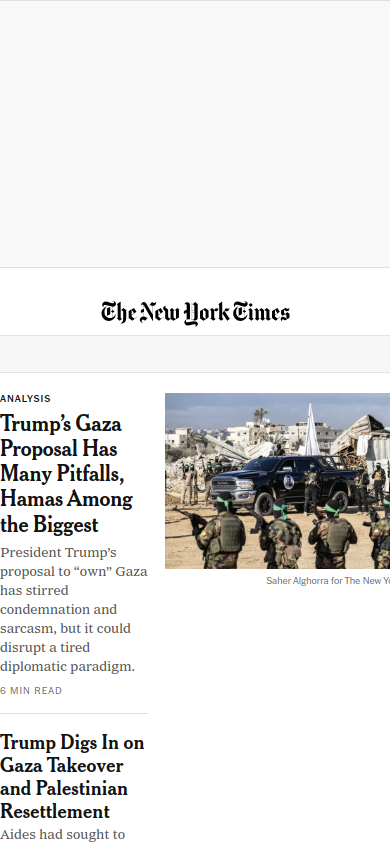 The New York Times
ANALYSIS
Trump’s Gaza
Proposal Has
Many Pitfalls,
Hamas Among
the Biggest
President Trump’s
proposal to “own” Gaza
has stirred
condemnation and
sarcasm, but it could
disrupt a tired
diplomatic paradigm.
6 MIN READ
Saher Alghorra for The New Yo
Trump Digs In on
Gaza Takeover
and Palestinian
Resettlement
Aides had sought to